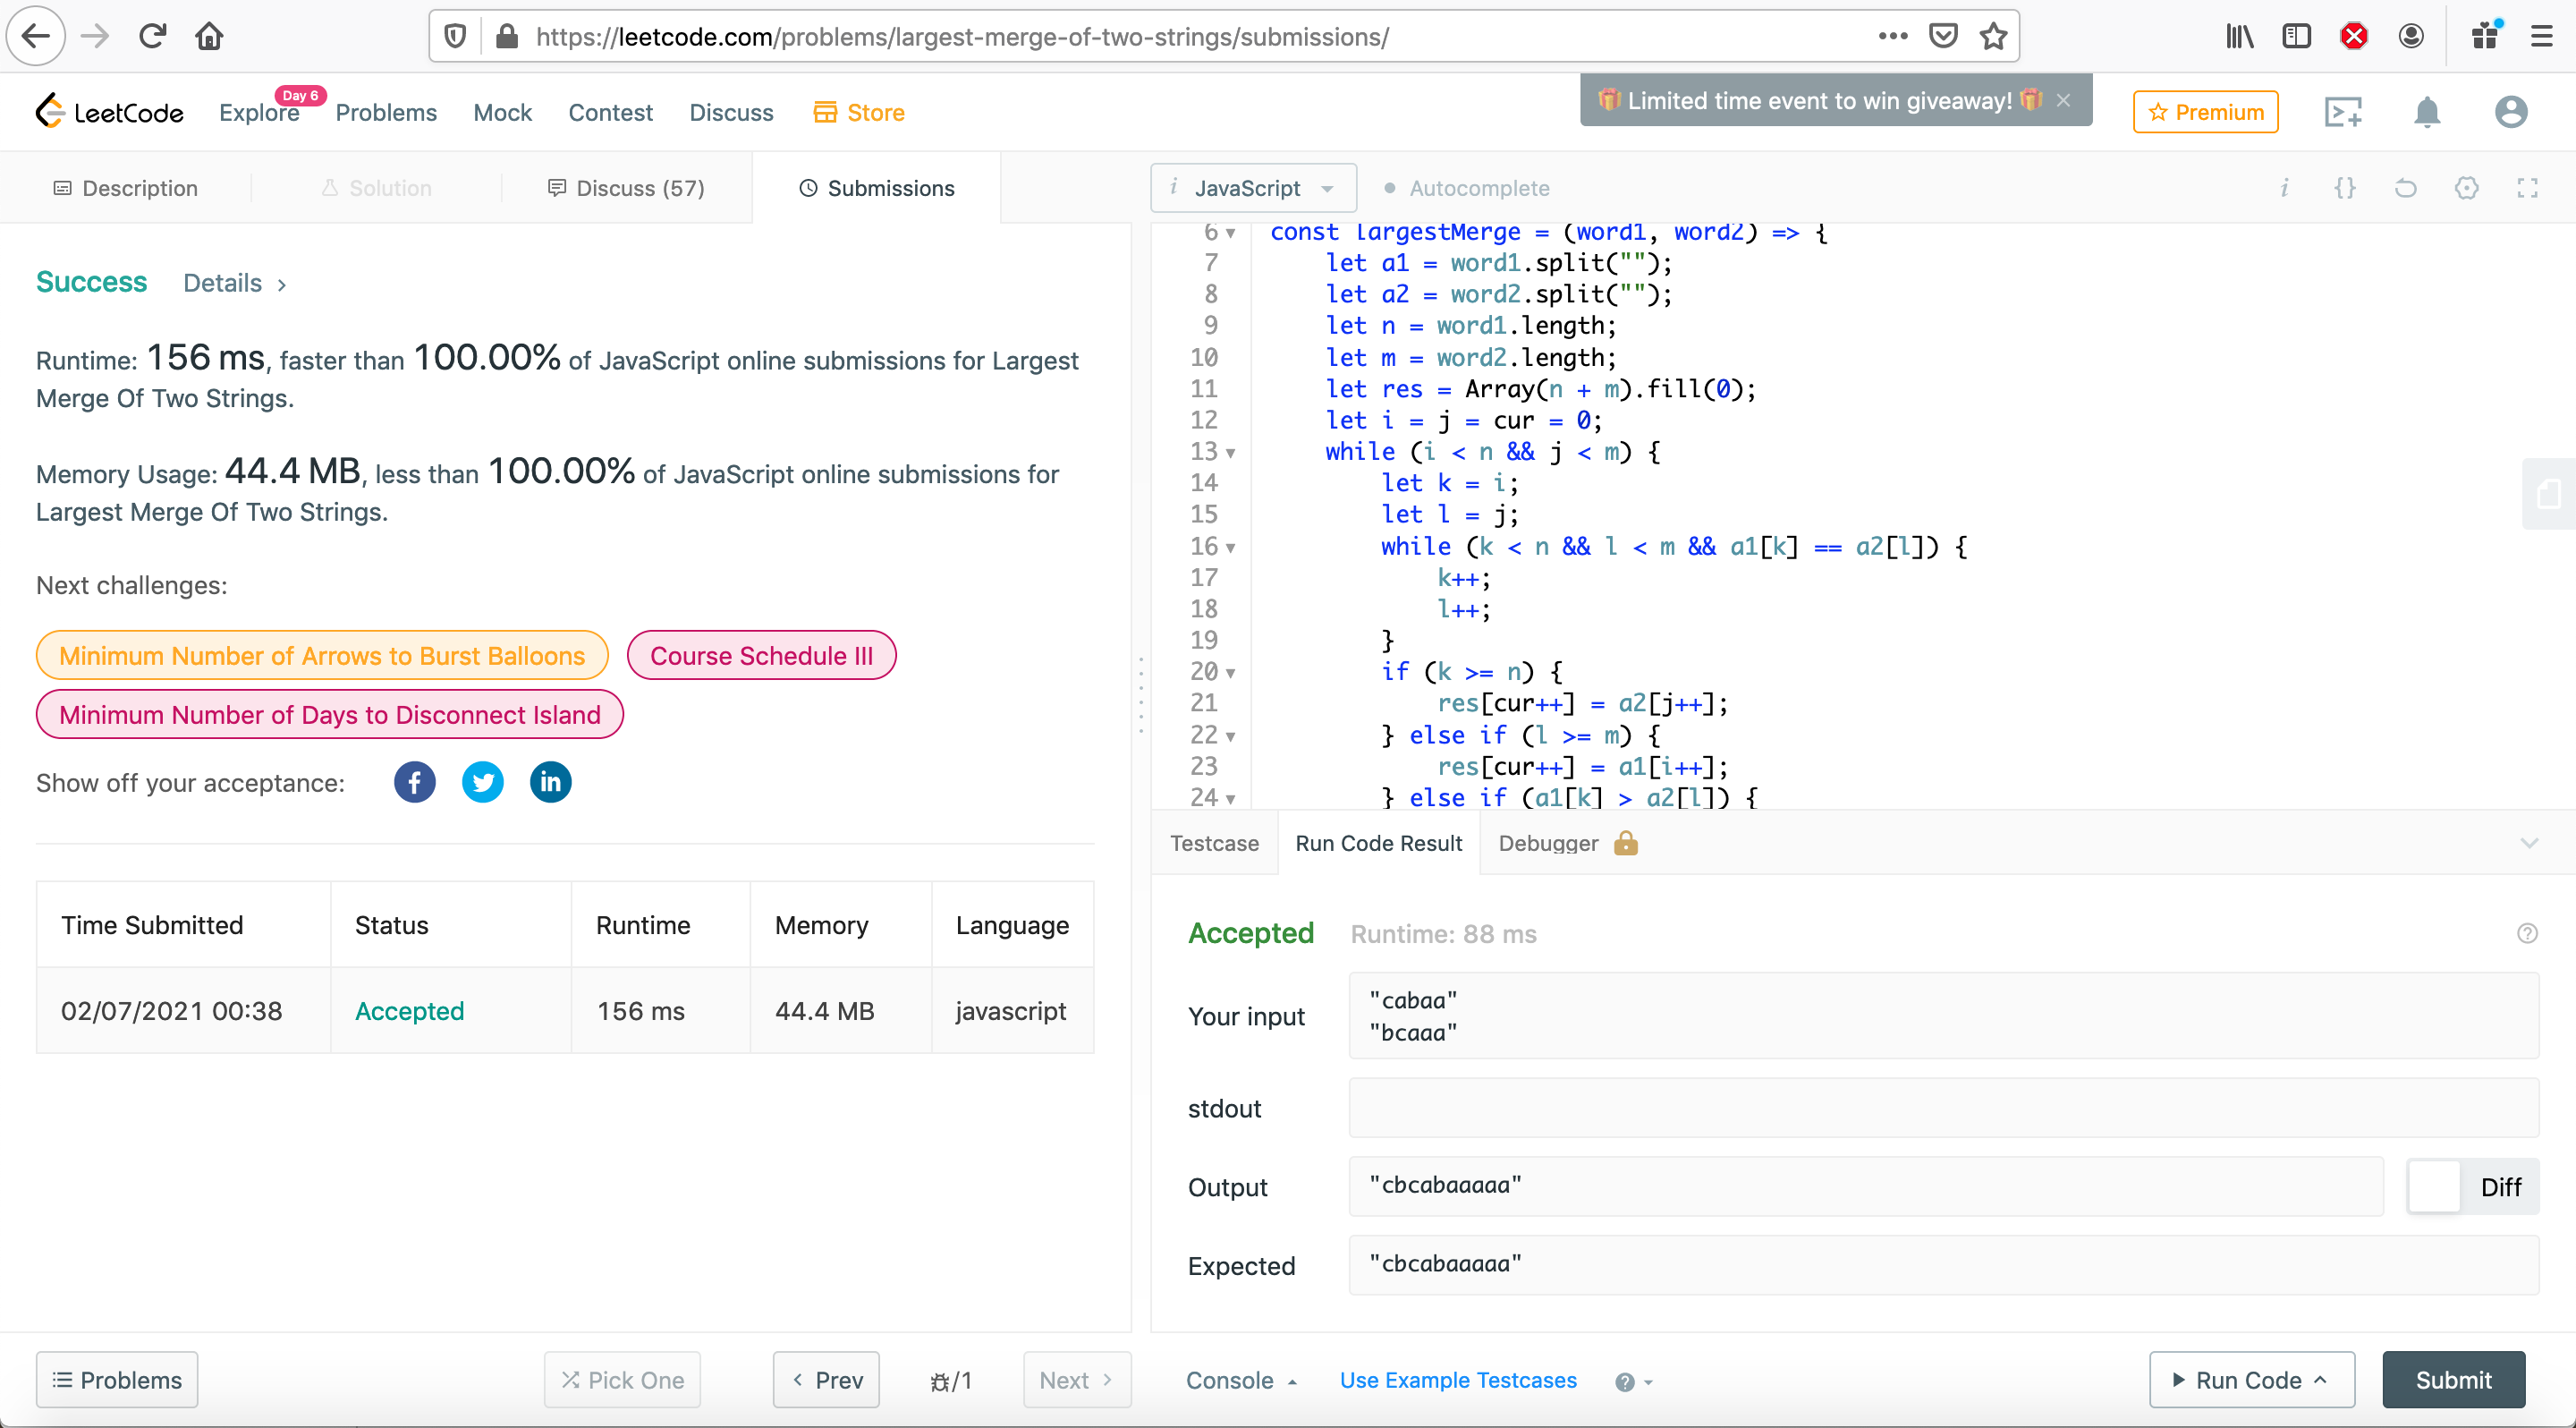 https://leetcode.com/problems/largest-merge-of-two-strings/submissions/
LeetCode
Explore
Day 6
Problems
Mock
Contest
Discuss
Store
Limited time event to win giveaway!
Premium
Description
Solution
Discuss (57)
Submissions
Success
Details
Runtime: 156 ms, faster than 100.00% of JavaScript online submissions for Largest
Merge Of Two Strings.
Memory Usage: 44.4 MB, less than 100.00% of JavaScript online submissions for
Largest Merge Of Two Strings.
Next challenges:
Minimum Number of Arrows to Burst Balloons
Course Schedule III
Minimum Number of Days to Disconnect Island
Show off your acceptance:
Time Submitted Status Runtime Memory Language
02/07/2021 00:38 Accepted 156 ms 44.4 MB javascript
i JavaScript
Autocomplete
i {}
6 const largestMerge = (word1, word2) => {
7 let a1 = word1.split("");
8 let a2 = word2.split("");
9 let n = word1.length;
10 let m = word2.length;
11 let res = Array(n + m).fill(0);
12 let i = j = cur = 0;
13 while (i < n && j < m) {
14 let k = i;
15 let l = j;
16 while (k < n && l < m && a1[k] == a2[l]) {
17 k++;
18 l++;
19 }
20 if (k >= n) {
21 res[cur++] = a2[j++];
22 } else if (l >= m) {
23 res[cur++] = a1[i++];
24 } else if (a1[k] > a2[l]) {
Testcase
Run Code Result
Debugger
Accepted
Runtime: 88 ms
Your input
"cabaa"
"bcaaa"
stdout
Output
"cbcabaaaaa"
Diff
Expected
"cbcabaaaaa"
Problems
Pick One
Prev
/1
Next
Console
Use Example Testcases
Run Code
Submit